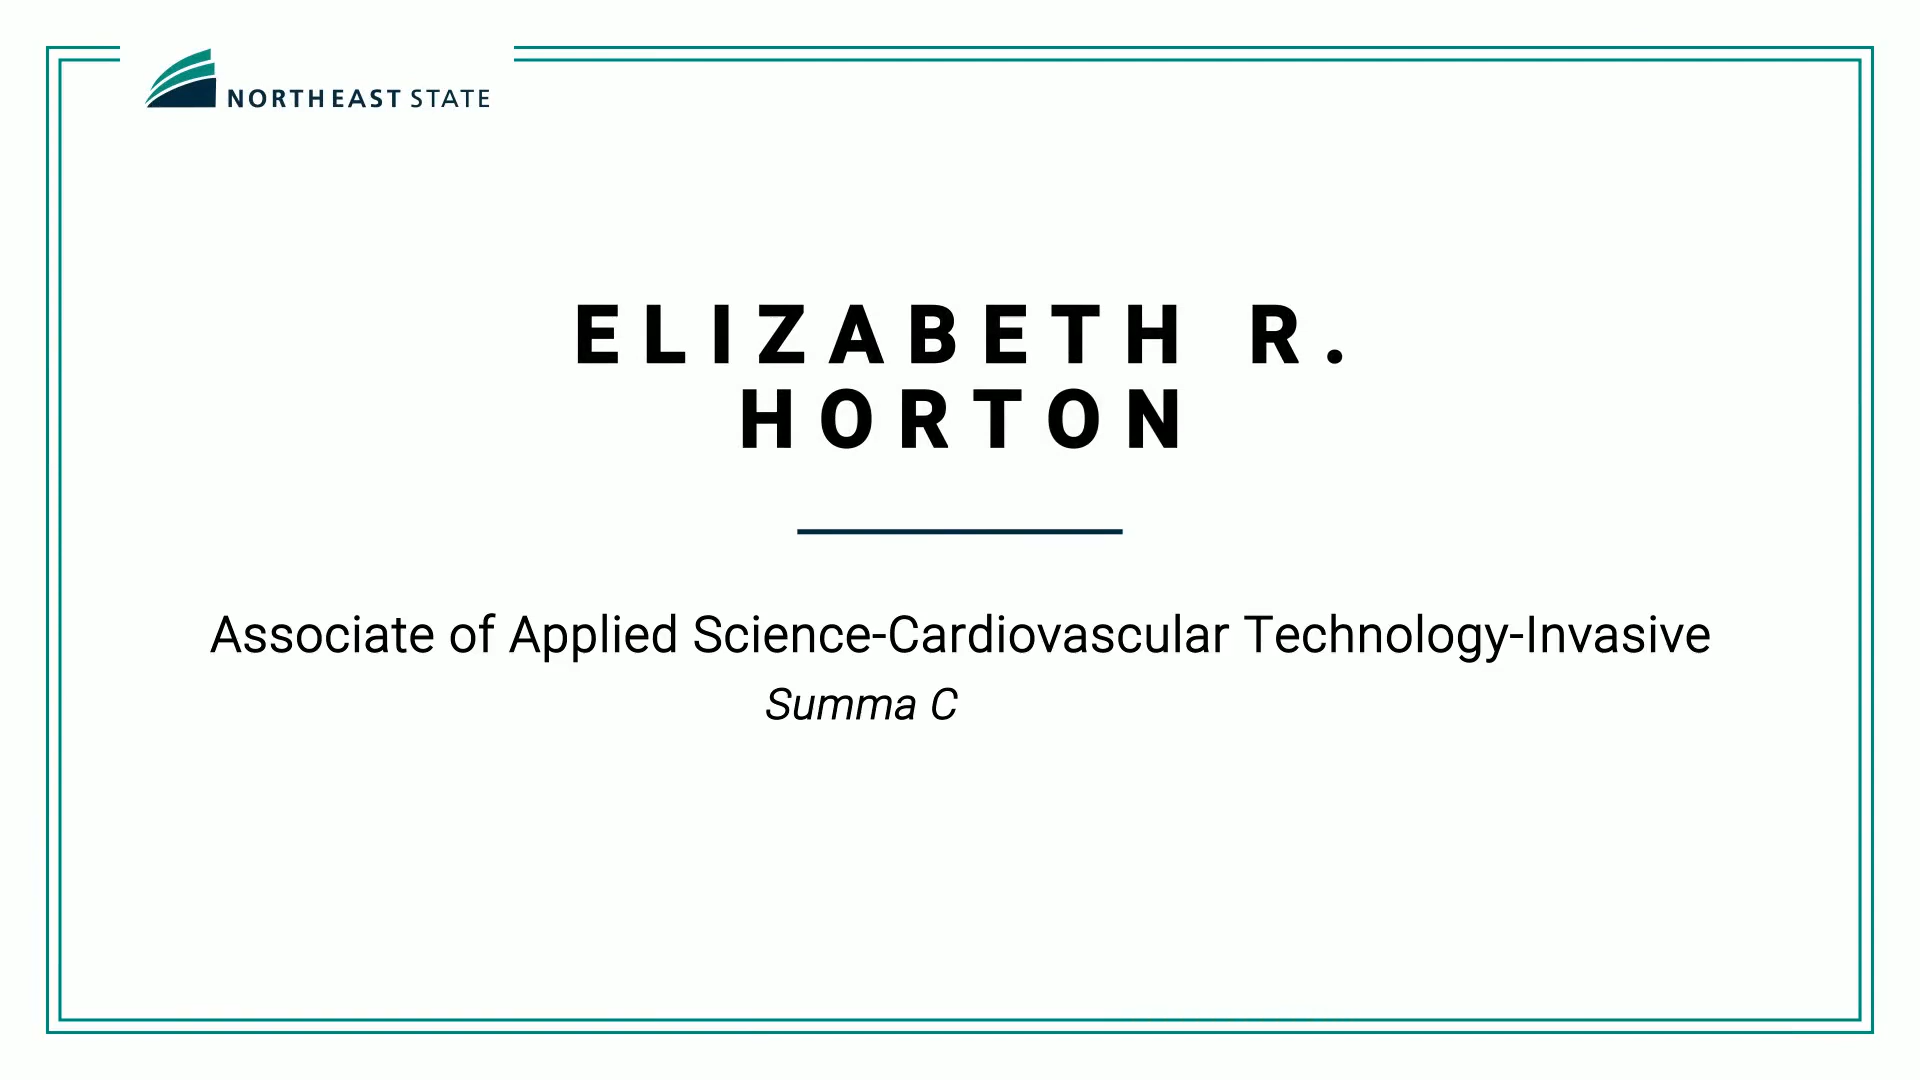 NORTHEAST STATE
ELIZABETH R.
HORTON
Associate of Applied Science-Cardiovascular Technology-Invasive
Summa C